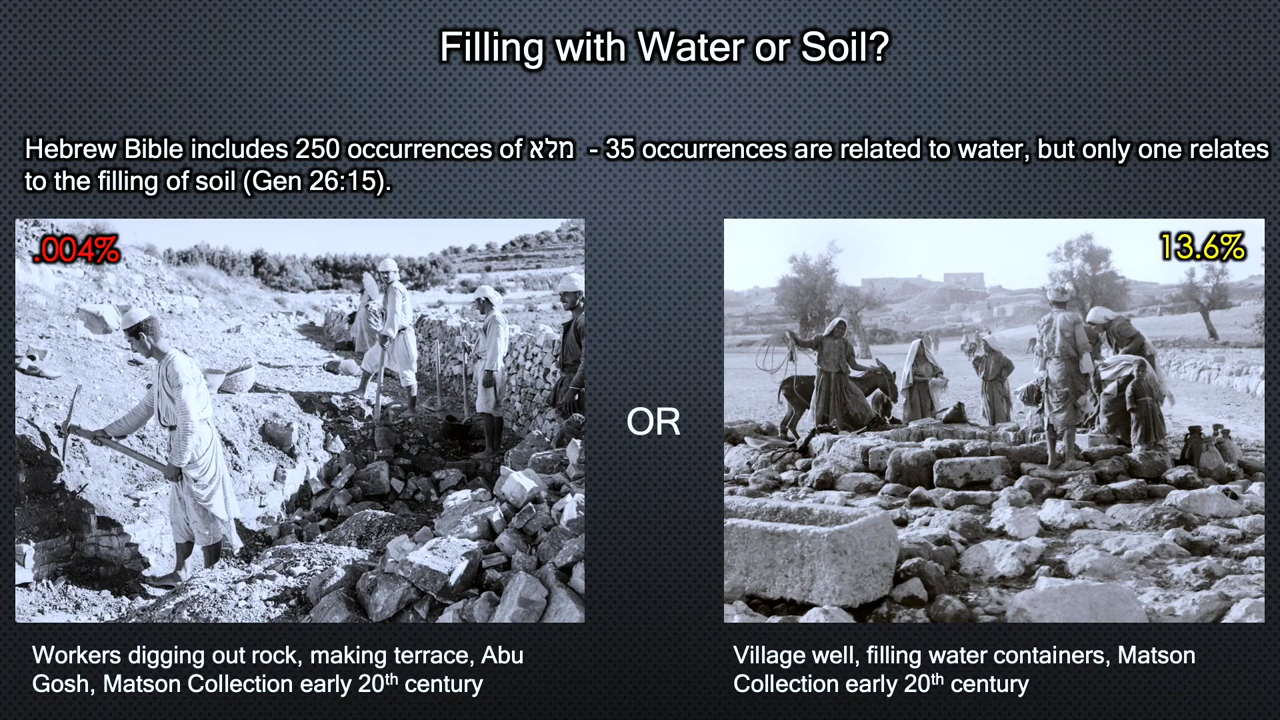 Filling with Water or Soil?
Hebrew Bible includes 250 occurrences of מלא - 35 occurrences are related to water, but only one relates
to the filling of soil (Gen 26:15).
.004%
13.6%
OR
Workers digging out rock, making terrace, Abu
Gosh, Matson Collection early 20th century
Village well, filling water containers, Matson
Collection early 20th century